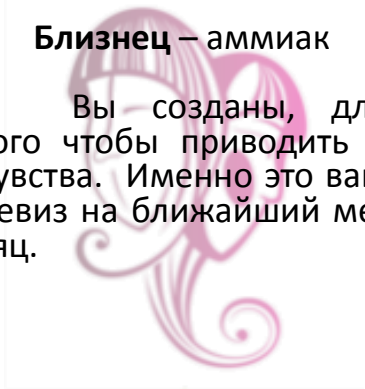 Близнец – аммиак
Вы созданы, дл
ого чтобы приводить
увства. Именно это ва
евиз на ближайший ме
яц.